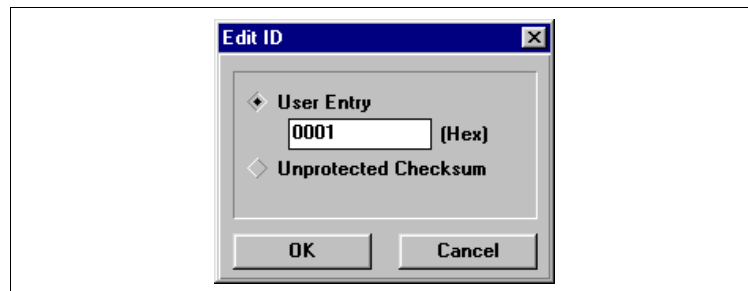 Edit ID
User Entry
0001 (Hex)
Unprotected Checksum
OK Cancel